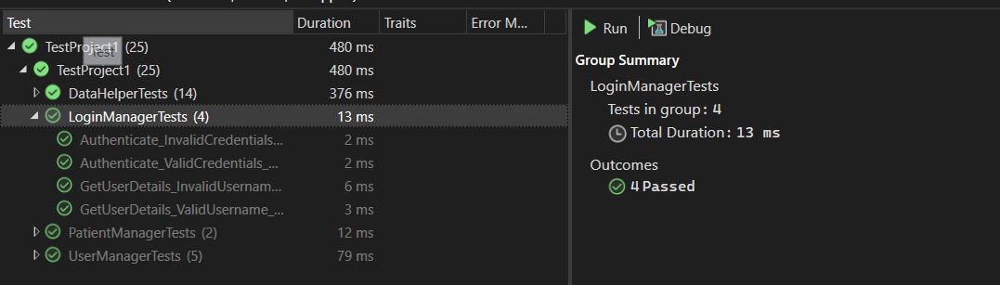 Test Duration Traits Error M...
TestProject1 (25) 480 ms
Test
TestProject1 (25) 480 ms
DataHelperTests (14) 376 ms
LoginManagerTests (4) 13 ms
Authenticate_InvalidCredentials... 2 ms
Authenticate_ValidCredentials_... 2 ms
GetUserDetails_InvalidUsernam... 6 ms
GetUserDetails_ValidUsername_... 3 ms
PatientManagerTests (2) 12 ms
UserManagerTests (5) 79 ms
Run Debug
Group Summary
LoginManagerTests
Tests in group: 4
Total Duration: 13 ms
Outcomes
4 Passed